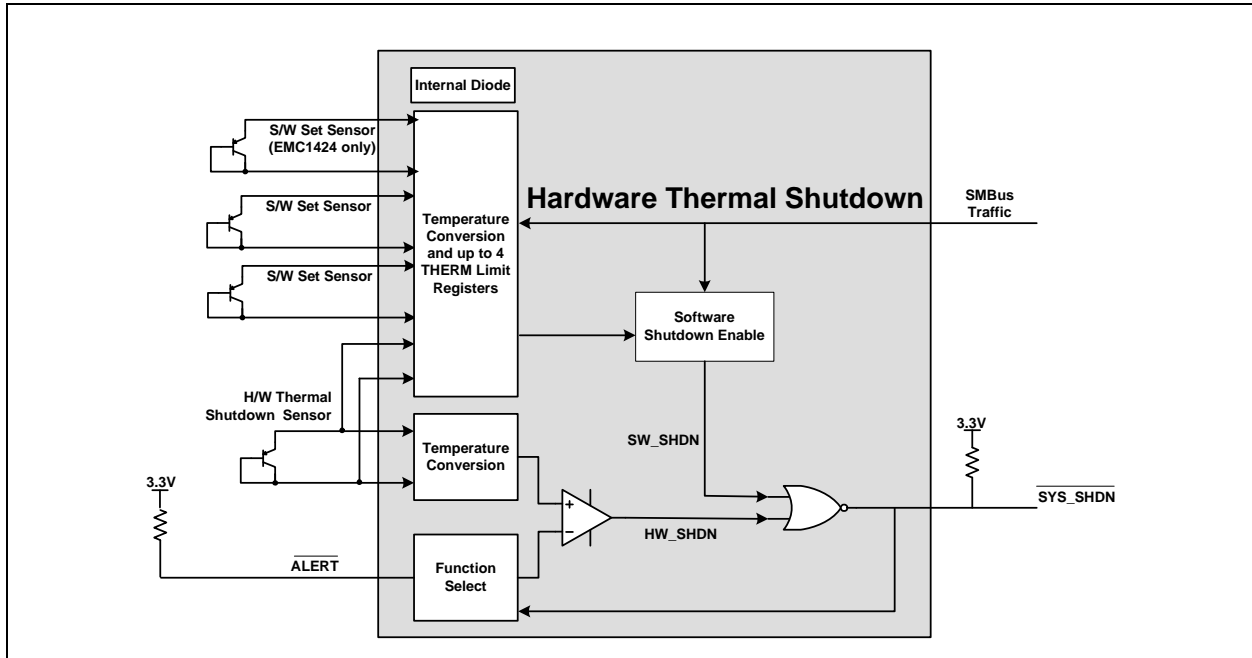 Internal Diode
S/W Set Sensor
(EMC1424 only)
S/W Set Sensor
S/W Set Sensor
Temperature
Conversion
and up to 4
THERM Limit
Registers
Hardware Thermal Shutdown
SMBus
Traffic
Software
Shutdown Enable
H/W Thermal
Shutdown Sensor
Temperature
Conversion
SW_SHDN
3.3V
3.3V
SYS_SHDN
+
−
HW_SHDN
ALERT
Function
Select